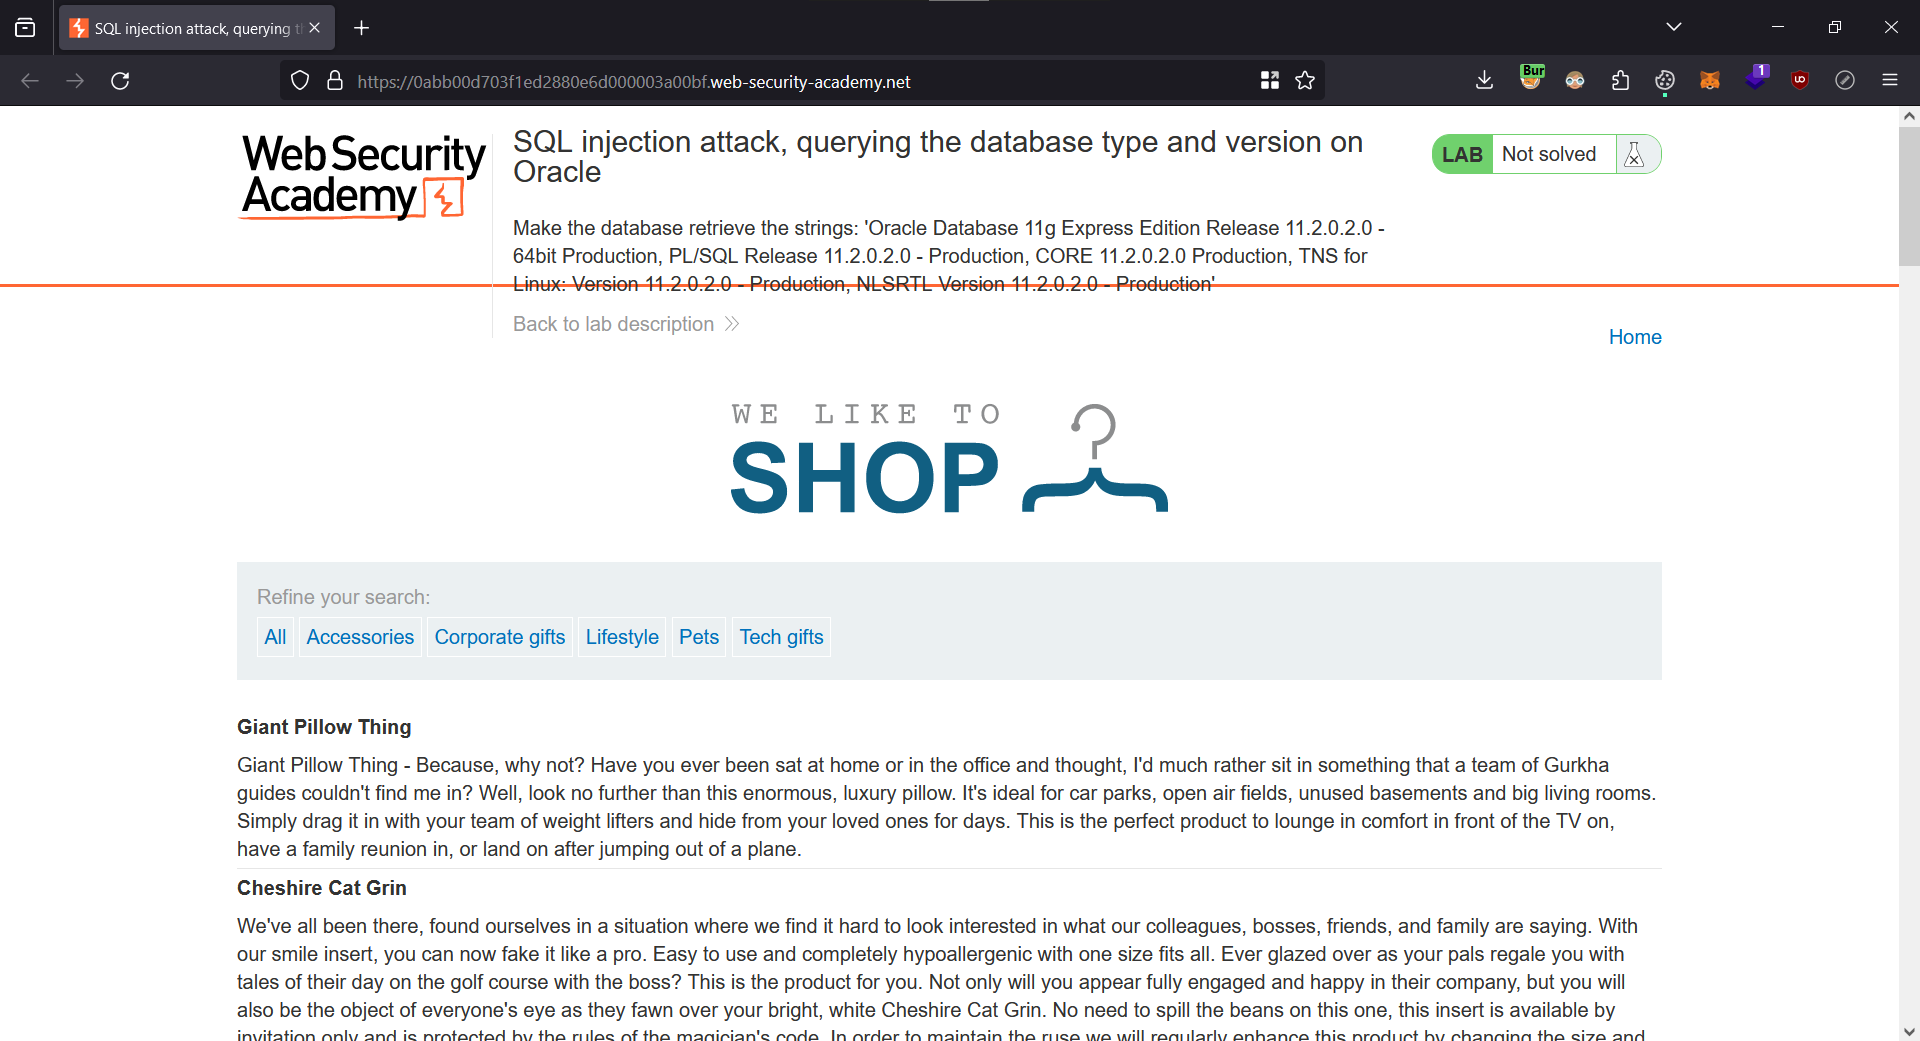 SQL injection attack, querying t
https://0abb00d703f1ed2880e6d000003a00bf.web-security-academy.net
Bur
1
Web Security
Academy
SQL injection attack, querying the database type and version on
Oracle
LAB Not solved
Make the database retrieve the strings: 'Oracle Database 11g Express Edition Release 11.2.0.2.0 -
64bit Production, PL/SQL Release 11.2.0.2.0 - Production, CORE 11.2.0.2.0 Production, TNS for
Linux: Version 11.2.0.2.0 - Production, NLSRTL Version 11.2.0.2.0 - Production'
Back to lab description
Home
WE LIKE TO
SHOP
Refine your search:
All Accessories Corporate gifts Lifestyle Pets Tech gifts
Giant Pillow Thing
Giant Pillow Thing - Because, why not? Have you ever been sat at home or in the office and thought, I'd much rather sit in something that a team of Gurkha
guides couldn't find me in? Well, look no further than this enormous, luxury pillow. It's ideal for car parks, open air fields, unused basements and big living rooms.
Simply drag it in with your team of weight lifters and hide from your loved ones for days. This is the perfect product to lounge in comfort in front of the TV on,
have a family reunion in, or land on after jumping out of a plane.
Cheshire Cat Grin
We've all been there, found ourselves in a situation where we find it hard to look interested in what our colleagues, bosses, friends, and family are saying. With
our smile insert, you can now fake it like a pro. Easy to use and completely hypoallergenic with one size fits all. Ever glazed over as your pals regale you with
tales of their day on the golf course with the boss? This is the product for you. Not only will you appear fully engaged and happy in their company, but you will
also be the object of everyone's eye as they fawn over your bright, white Cheshire Cat Grin. No need to spill the beans on this one, this insert is available by
invitation only and is protected by the rules of the magician's code. In order to maintain the ruse we will regularly enhance this product by changing the size and